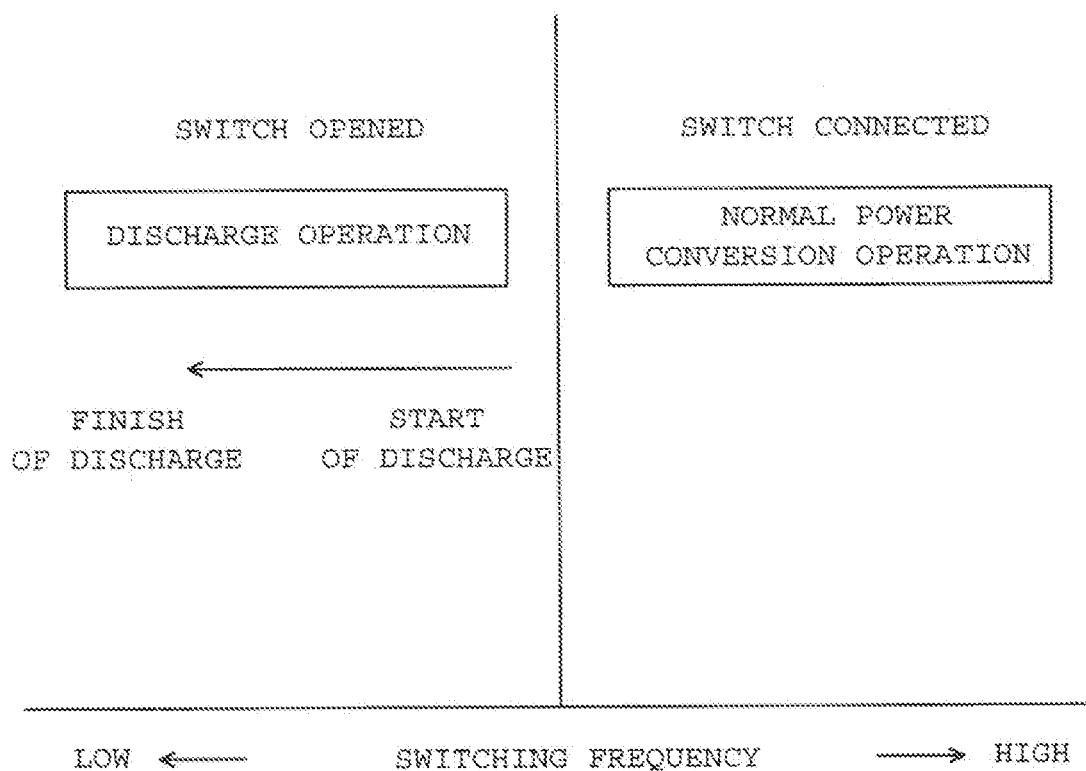 SWITCH OPENED
DISCHARGE OPERATION
FINISH
OF DISCHARGE
START
OF DISCHARGE
SWITCH CONNECTED
NORMAL POWER
CONVERSION OPERATION
LOW ← SWITCHING FREQUENCY → HIGH